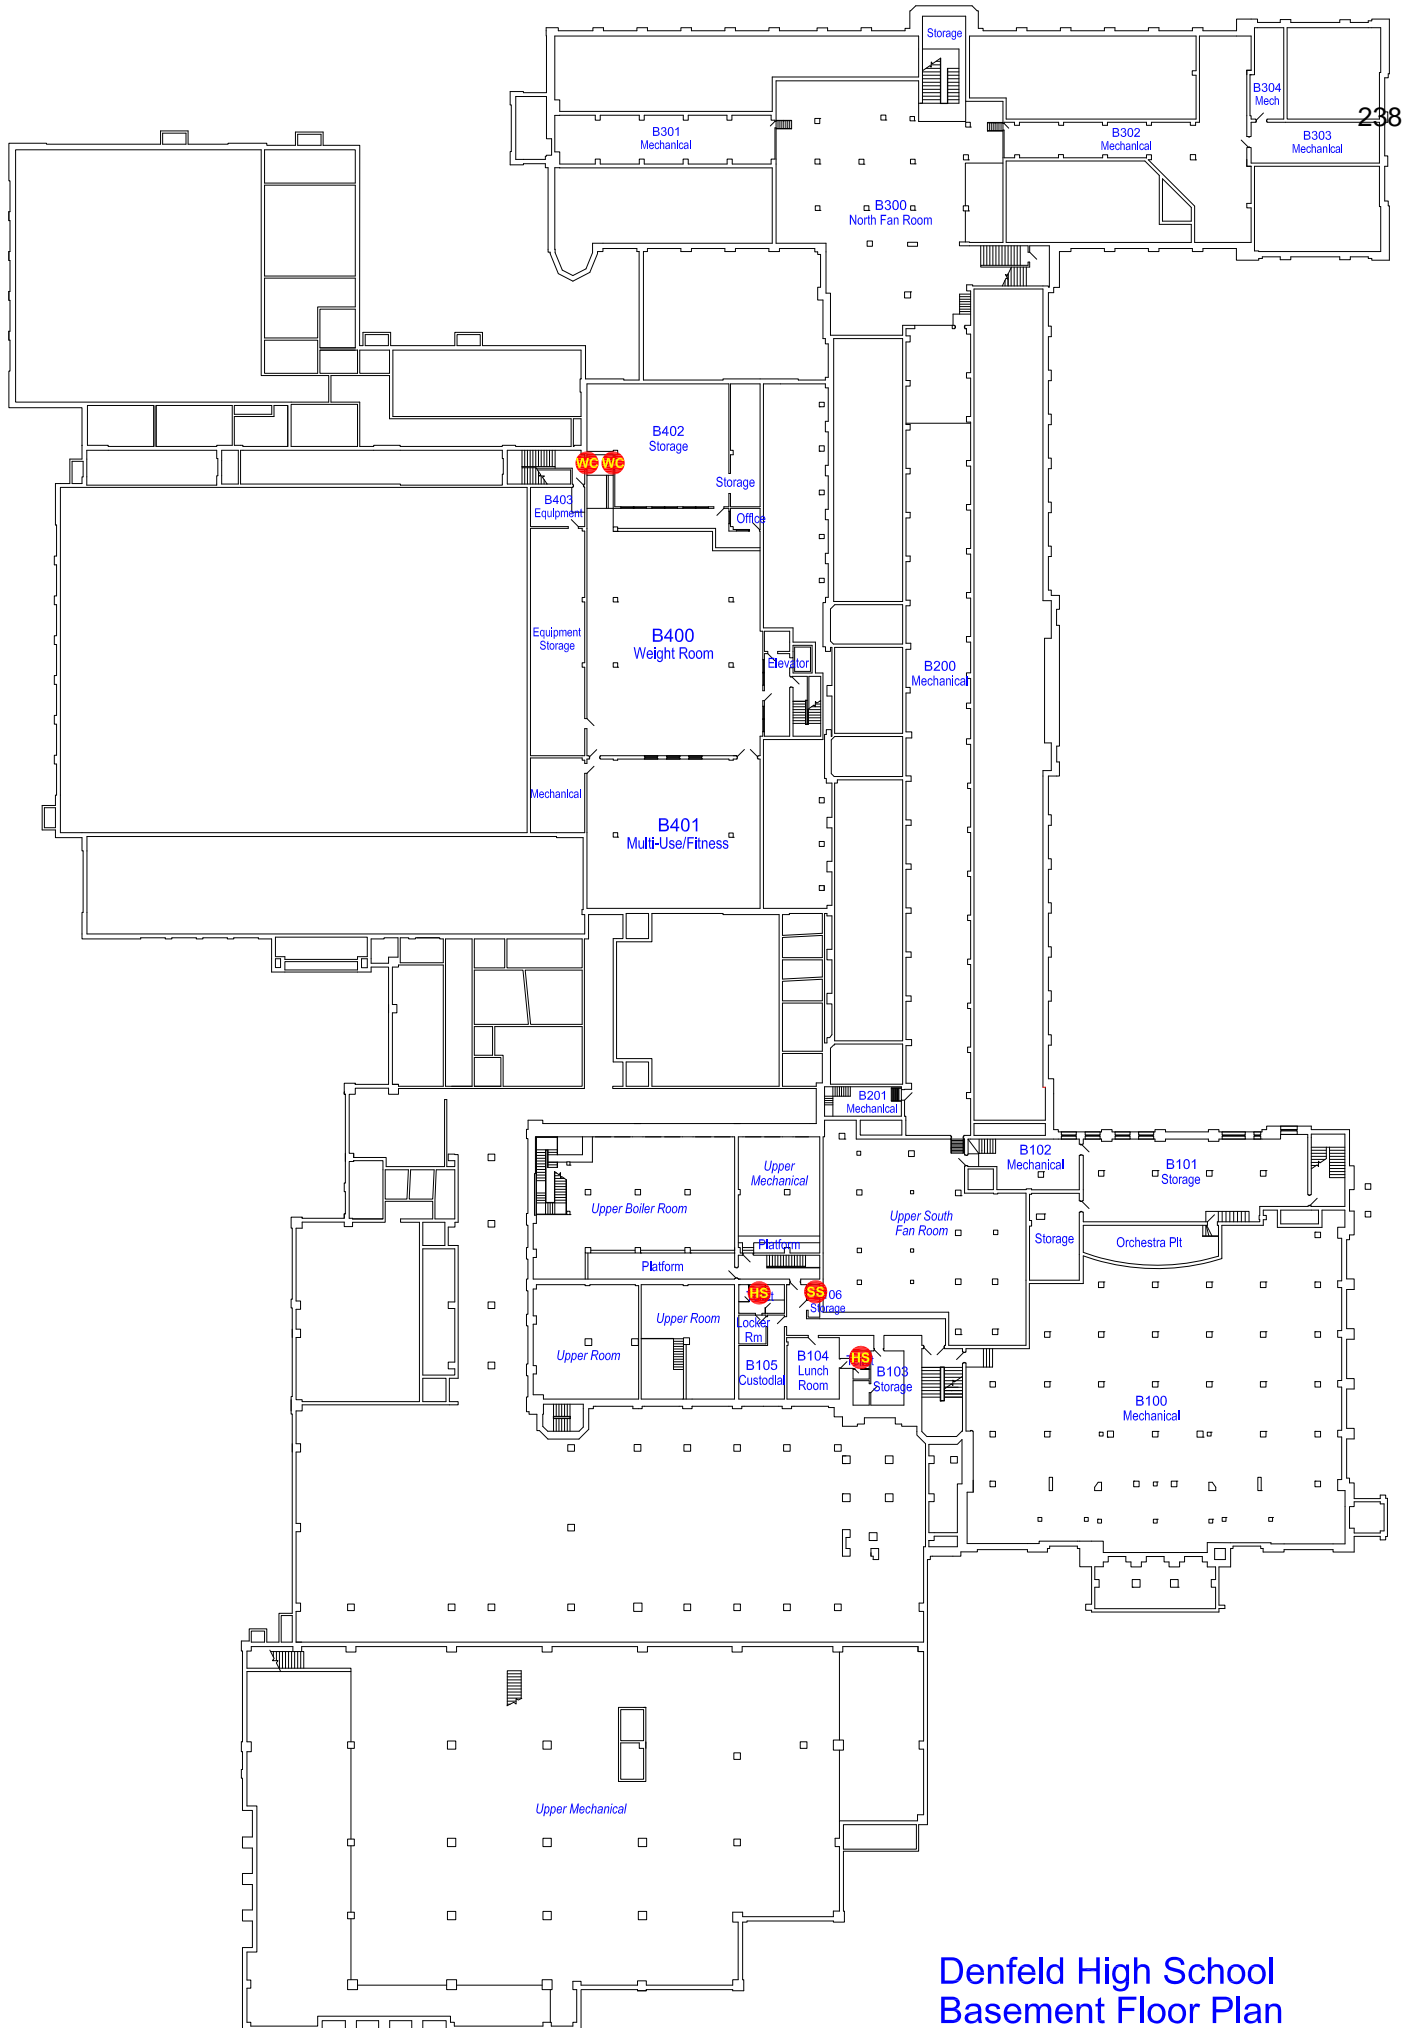 Storage
B304
Mech
238
B301
Mechanical
B302
Mechanical
B303
Mechanical
B300
North Fan Room
B402
Storage
WC
WC
Storage
B403
Equipment
Office
Equipment
Storage
B400
Weight Room
Elevator
B200
Mechanical
Mechanical
B401
Multi-Use/Fitness
B201
Mechanical
B102
Mechanical
B101
Storage
Upper
Mechanical
Upper Boiler Room
Upper South
Fan Room
Platform
Storage
Orchestra Plt
Platform
HS
SS
06
Storage
Upper Room
Locker
Rm
Upper Room
B105
Custodial
B104
Lunch
Room
HS
B103
Storage
B100
Mechanical
Upper Mechanical
Denfeld High School
Basement Floor Plan